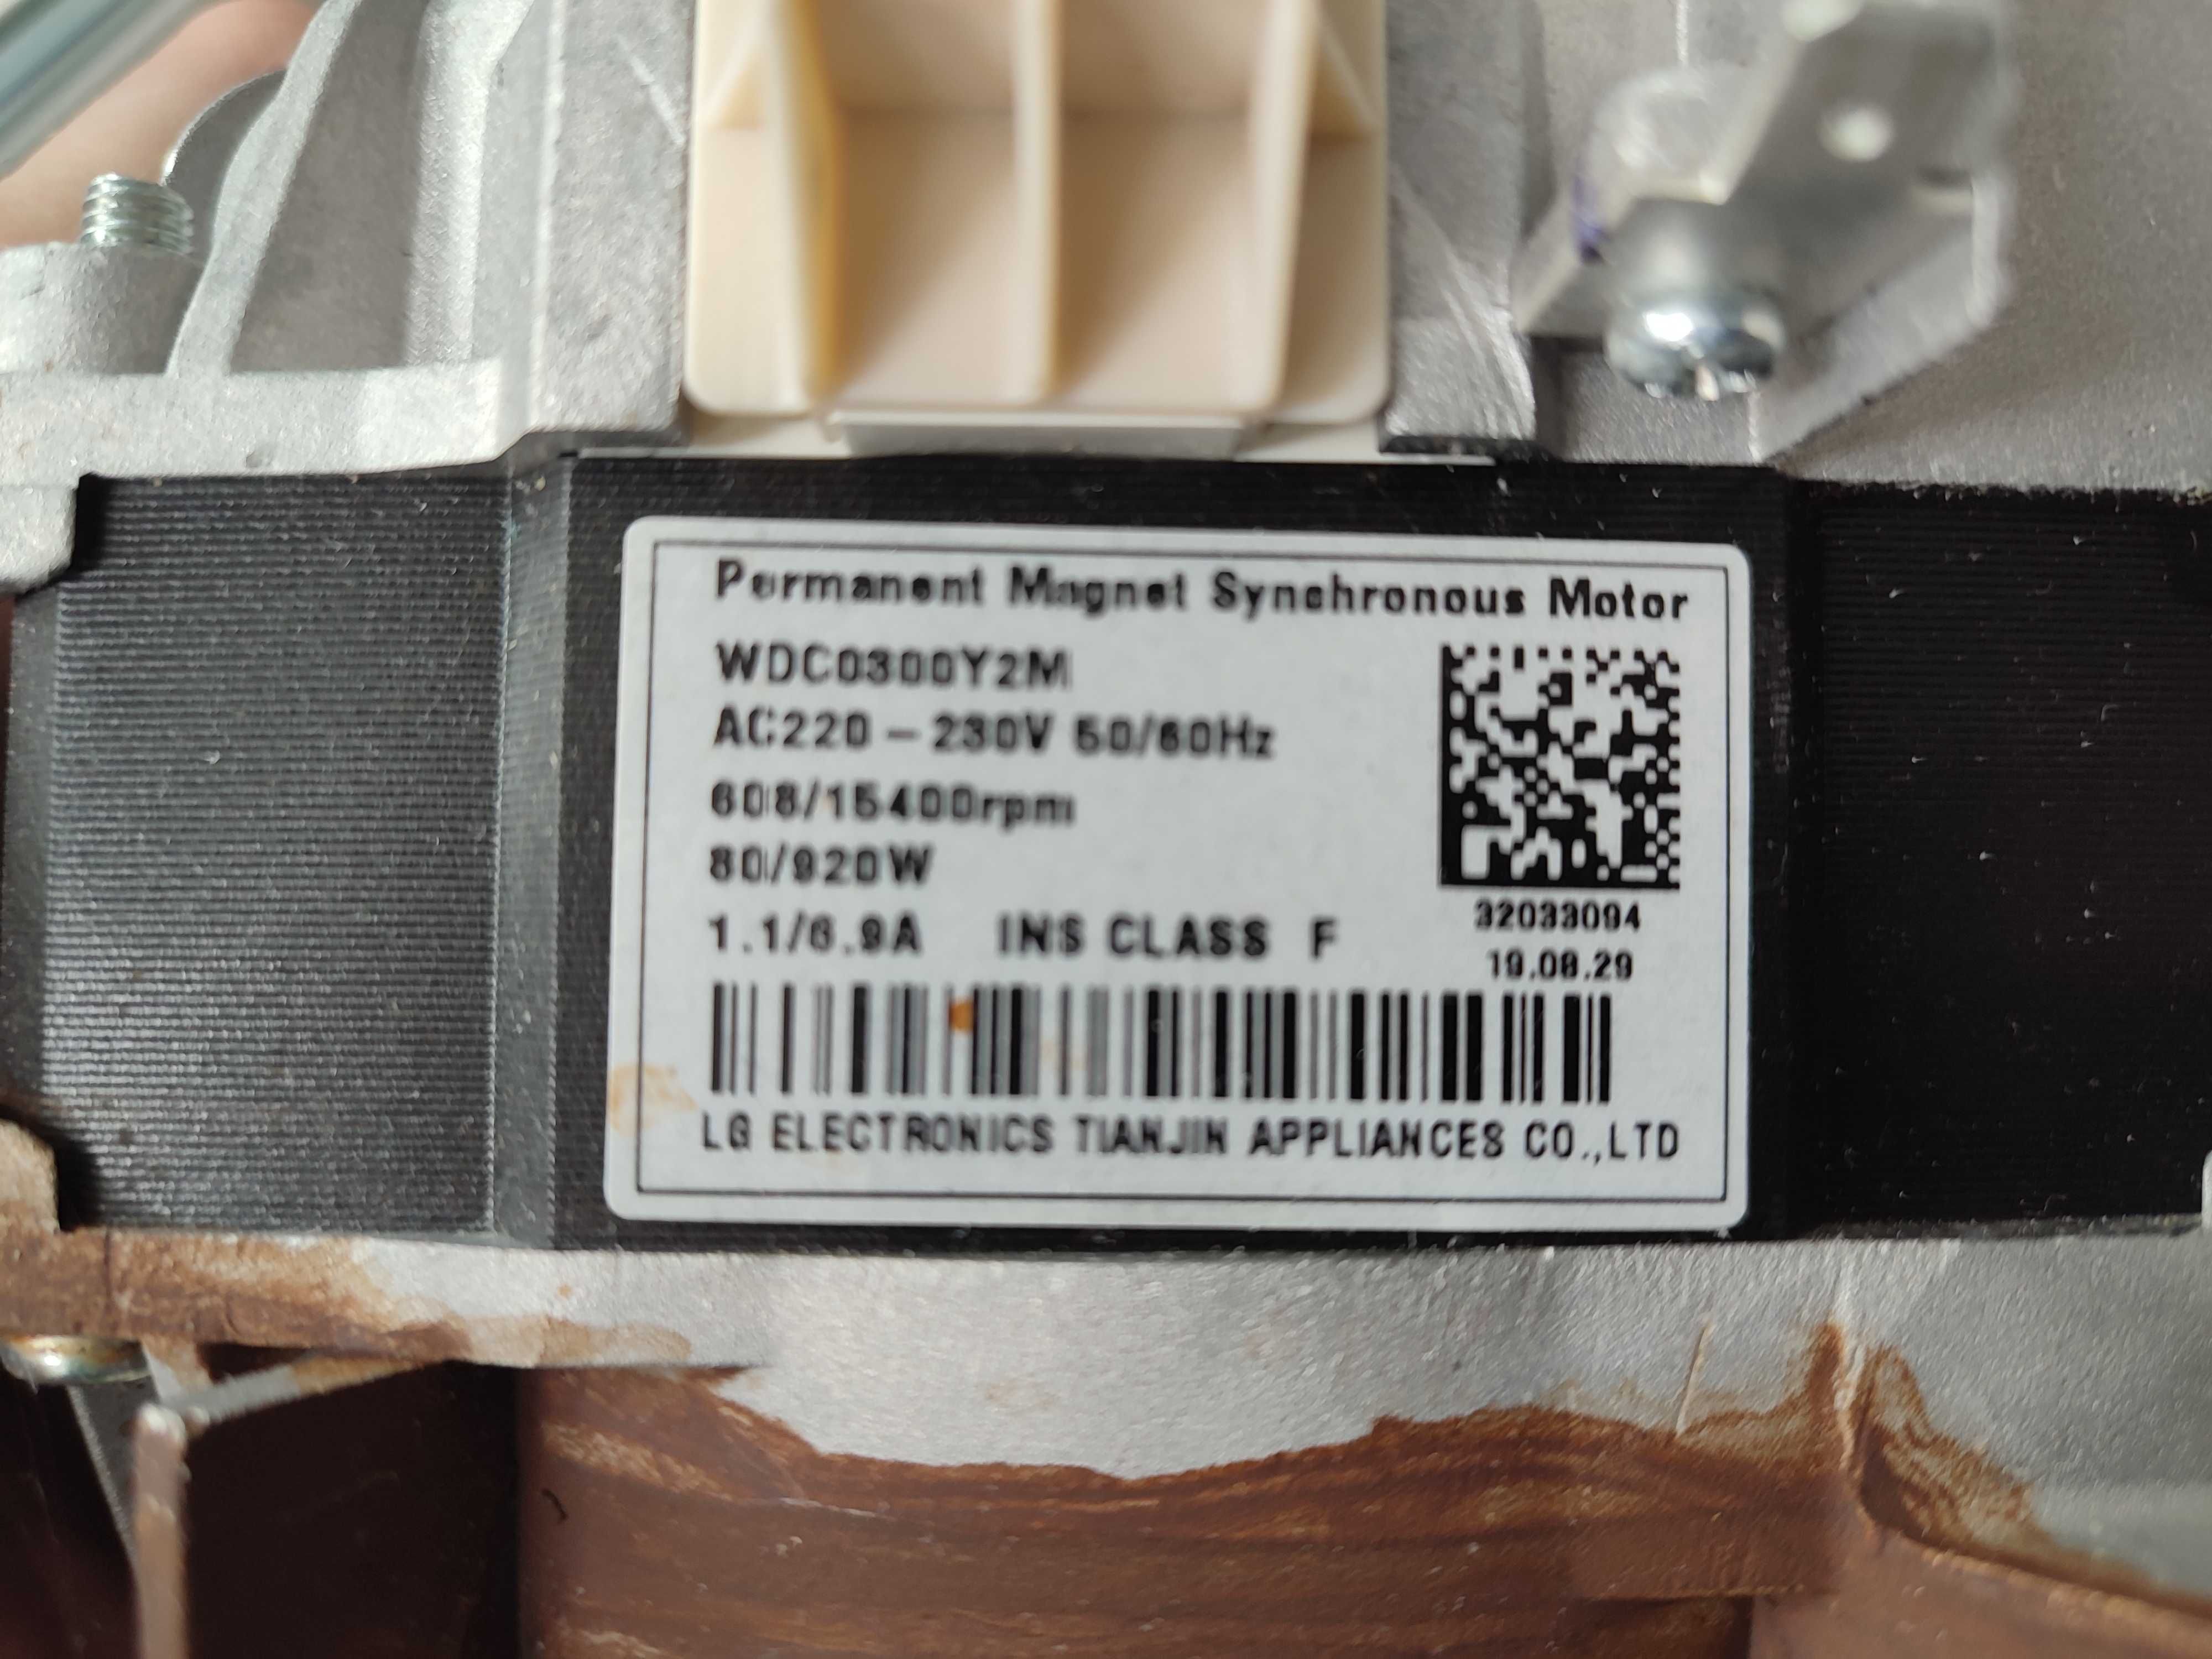 Permanent Magnet Synchronous Motor
WDC0300Y2M
AC220-230V 50/60Hz
608/15400rpm
80/920W
1.1/6.9A INS CLASS F
32033094
19.08.29
LG ELECTRONICS TIANJIN APPLIANCES CO.,LTD